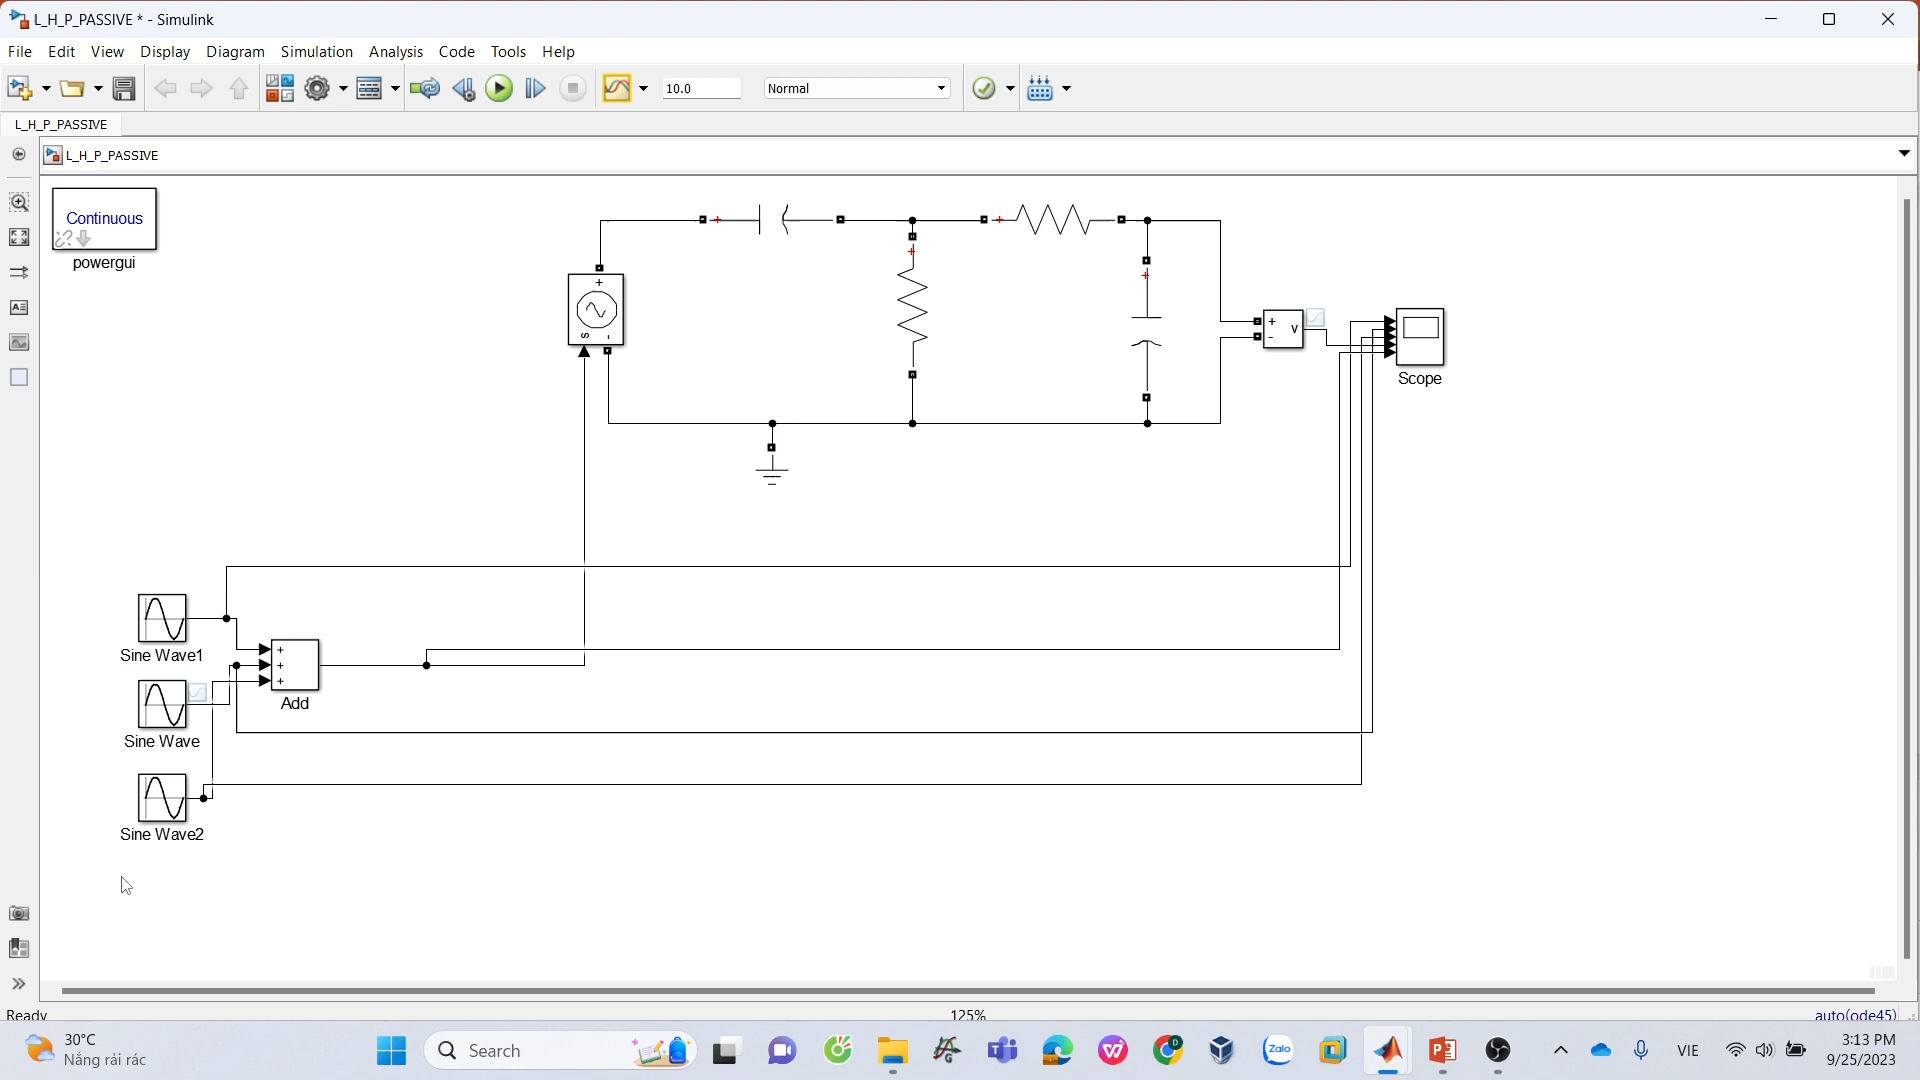 L_H_P_PASSIVE * - Simulink
File Edit View Display Diagram Simulation Analysis Code Tools Help
10.0 Normal
L_H_P_PASSIVE
L_H_P_PASSIVE
Continuous
powergui
+ +
+ +
+ s -
+ v
-
Scope
Sine Wave1
+
+
+
Add
Sine Wave
Sine Wave2
Ready 125% auto(ode45)
30°C
Nắng rải rác
Search
Zalo
VIE
3:13 PM
9/25/2023